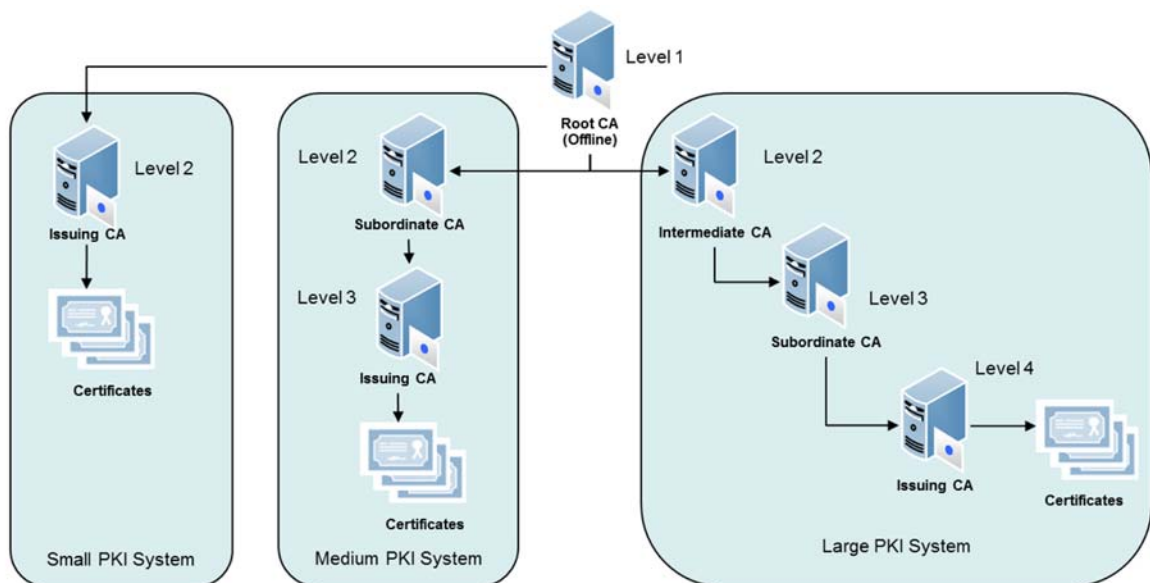 Level 1
Root CA
(Offline)
Level 2
Issuing CA
Certificates
Small PKI System
Level 2
Subordinate CA
Level 3
Issuing CA
Certificates
Medium PKI System
Level 2
Intermediate CA
Level 3
Subordinate CA
Level 4
Issuing CA
Certificates
Large PKI System